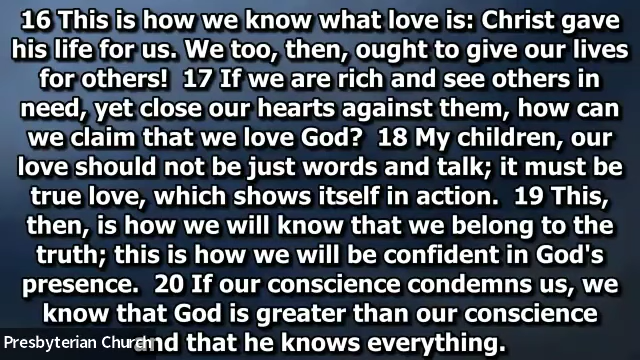 16 This is how we know what love is: Christ gave
his life for us. We too, then, ought to give our lives
for others!  17 If we are rich and see others in
need, yet close our hearts against them, how can
we claim that we love God?  18 My children, our
love should not be just words and talk; it must be
true love, which shows itself in action.  19 This,
then, is how we will know that we belong to the
truth; this is how we will be confident in God's
presence.  20 If our conscience condemns us, we
know that God is greater than our conscience
and that he knows everything.
Presbyterian Church